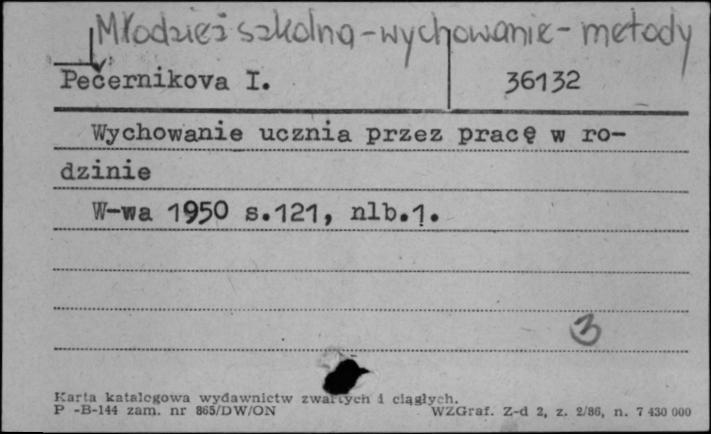 Młodzież szkolna - wychowanie - metody
Pečernikova I.
36132
Wychowanie ucznia przez pracę w ro-
dzinie
W-wa 1950 s.121, nlb.1.
3
Karta katalogowa wydawnictw zwartych i ciągłych.
P -B-144 zam. nr 865/DW/ON
WZGraf. Z-d 2, z. 2/86, n. 7 430 000